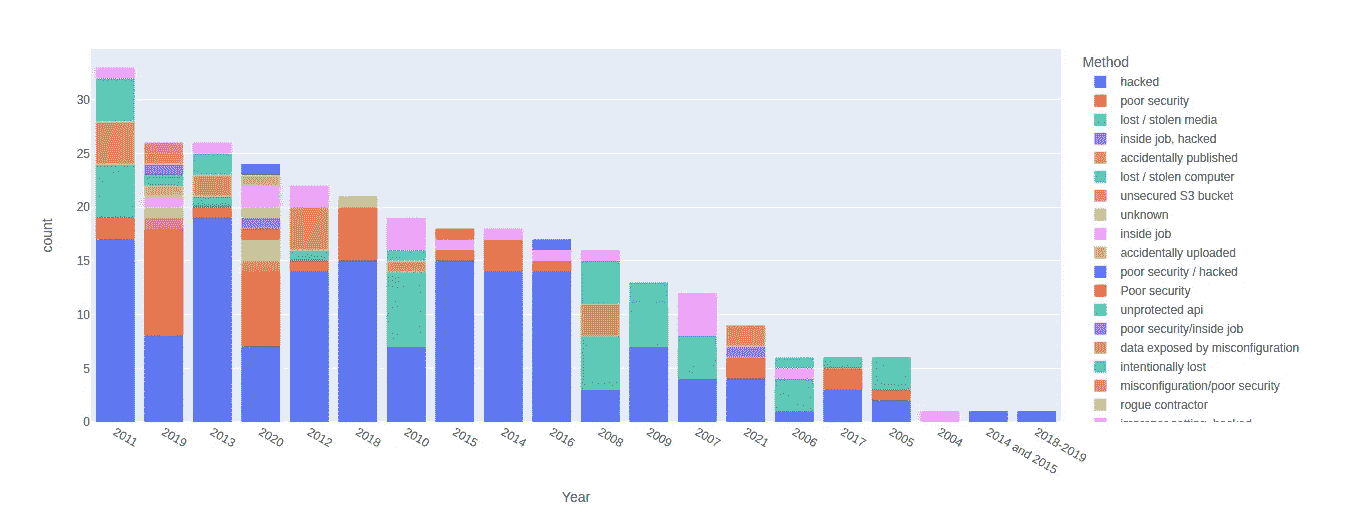 Method
hacked
poor security
lost / stolen media
inside job, hacked
accidentally published
lost / stolen computer
unsecured S3 bucket
unknown
inside job
accidentally uploaded
poor security / hacked
Poor security
unprotected api
poor security/inside job
data exposed by misconfiguration
intentionally lost
misconfiguration/poor security
rogue contractor
count
30
25
20
15
10
5
0
2011
2019
2013
2020
2012
2018
2010
2015
2014
2016
2008
2009
2007
2021
2006
2017
2005
2004
2014 and 2015
2018-2019
Year